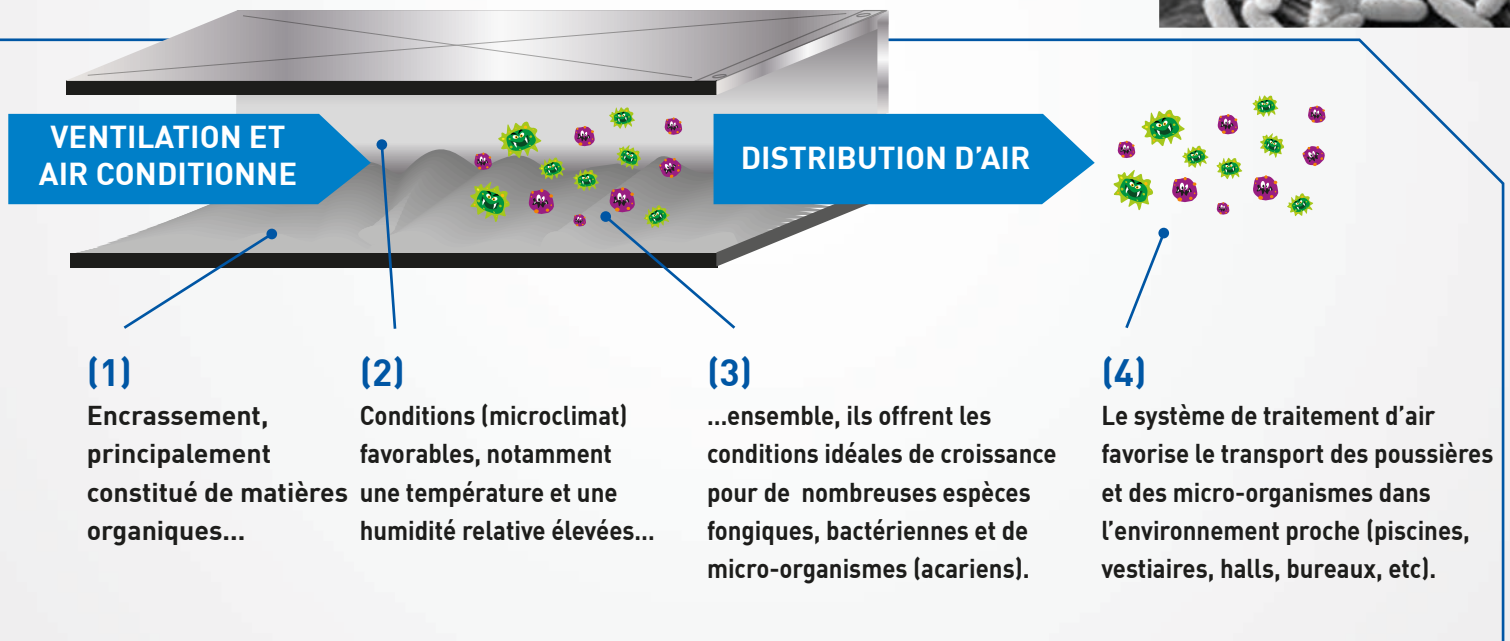 VENTILATION ET
AIR CONDITIONNE
DISTRIBUTION D'AIR
(1)
Encrassement,
principalement
constitué de matières
organiques...
(2)
Conditions (microclimat)
favorables, notamment
une température et une
humidité relative élevées...
(3)
...ensemble, ils offrent les
conditions idéales de croissance
pour de nombreuses espèces
fongiques, bactériennes et de
micro-organismes (acariens).
(4)
Le système de traitement d'air
favorise le transport des poussières
et des micro-organismes dans
l'environnement proche (piscines,
vestiaires, halls, bureaux, etc).